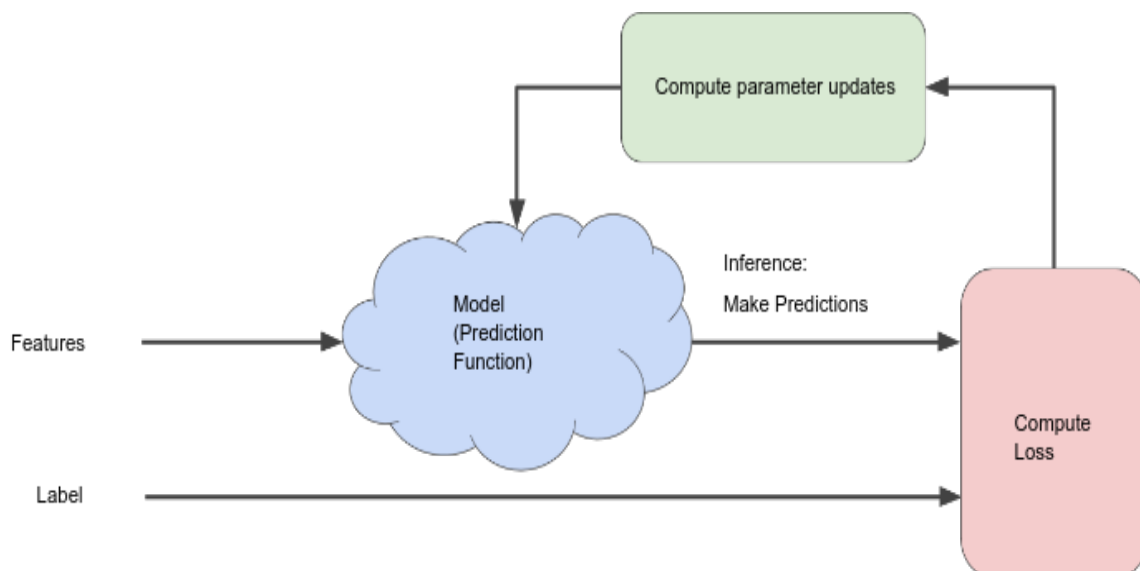 Compute parameter updates
Inference:
Make Predictions
Model
(Prediction
Function)
Features
Compute
Loss
Label